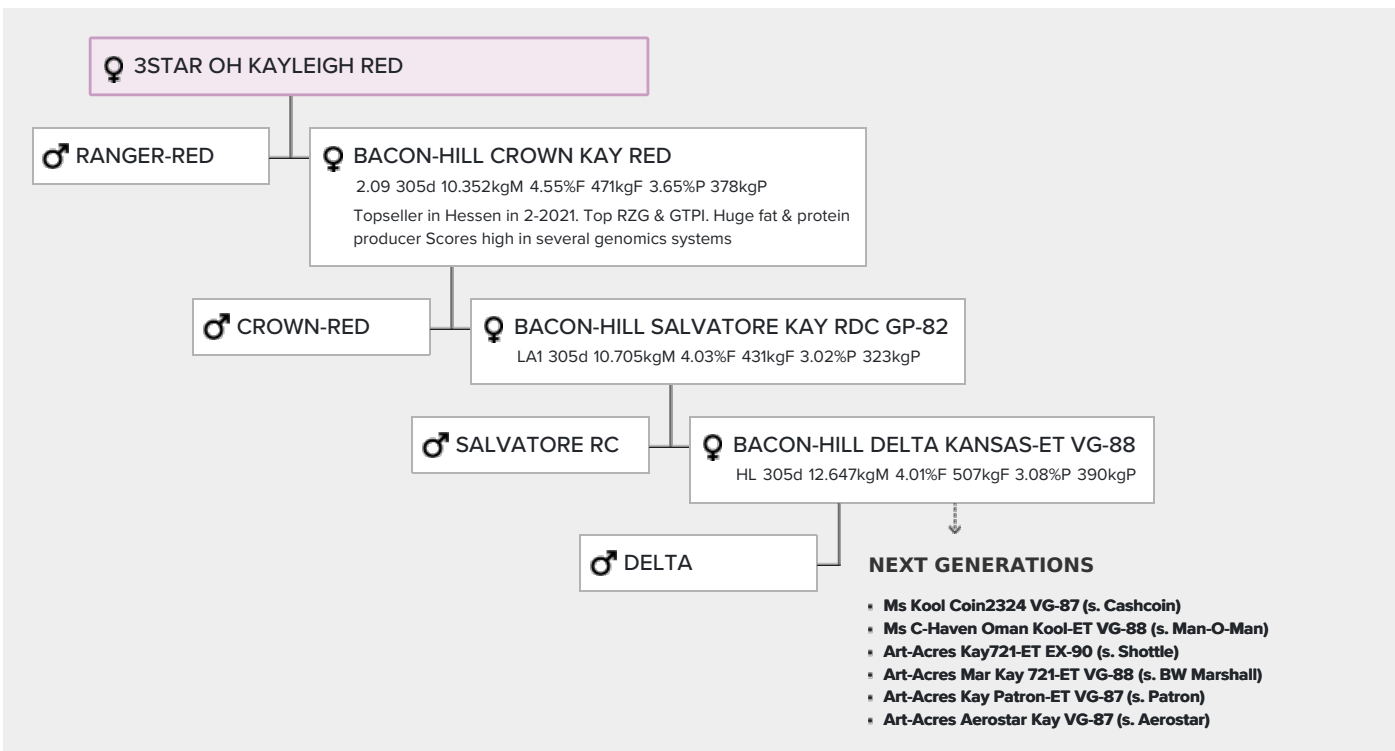 3STAR OH KAYLEIGH RED
RANGER-RED
BACON-HILL CROWN KAY RED
2.09 305d 10.352kgM 4.55%F 471kgF 3.65%P 378kgP
Topseller in Hessen in 2-2021. Top RZG & GTPI. Huge fat & protein
producer Scores high in several genomics systems
CROWN-RED
BACON-HILL SALVATORE KAY RDC GP-82
LA1 305d 10.705kgM 4.03%F 431kgF 3.02%P 323kgP
SALVATORE RC
BACON-HILL DELTA KANSAS-ET VG-88
HL 305d 12.647kgM 4.01%F 507kgF 3.08%P 390kgP
DELTA
NEXT GENERATIONS
Ms Kool Coin2324 VG-87 (s. Cashcoin)
Ms C-Haven Oman Kool-ET VG-88 (s. Man-O-Man)
Art-Acres Kay721-ET EX-90 (s. Shottle)
Art-Acres Mar Kay 721-ET VG-88 (s. BW Marshall)
Art-Acres Kay Patron-ET VG-87 (s. Patron)
Art-Acres Aerostar Kay VG-87 (s. Aerostar)